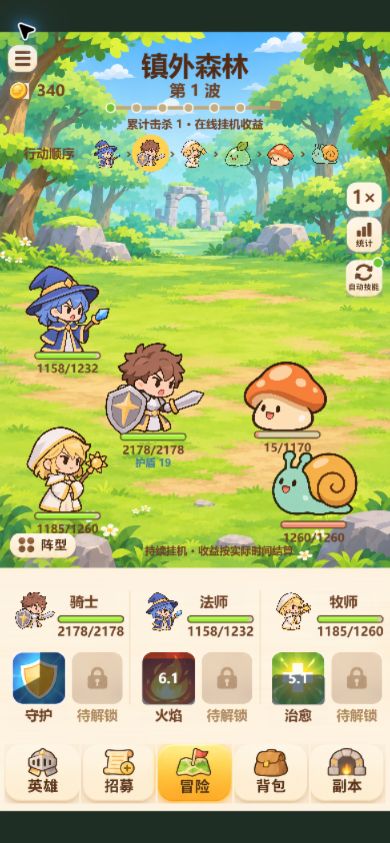 镇外森林
第 1 波
340
累计击杀 1·在线挂机收益
行动顺序
1×
统计
自动技能
1158/1232
2178/2178
护盾 19
15/1170
1185/1260
1260/1260
阵型
持续挂机·收益按实际时间结算
骑士
2178/2178
法师
1158/1232
牧师
1185/1260
6.1
5.1
守护
待解锁
火焰
待解锁
治愈
待解锁
英雄
招募
冒险
背包
副本